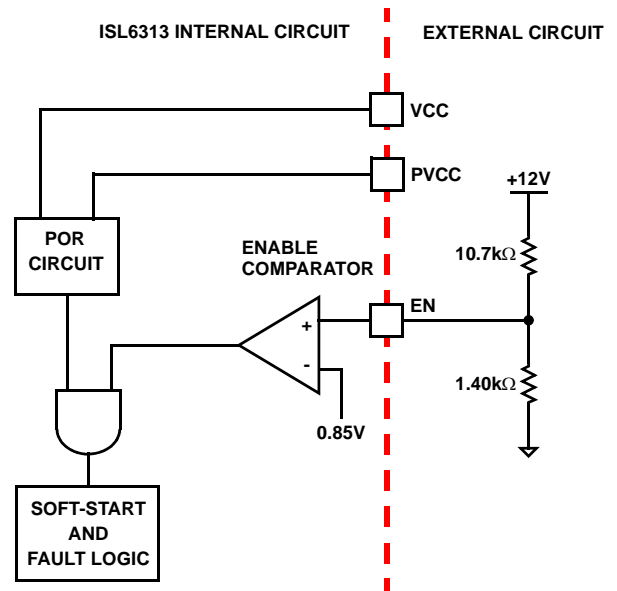 ISL6313 INTERNAL CIRCUIT
EXTERNAL CIRCUIT
VCC
PVCC
+12V
POR
CIRCUIT
ENABLE
COMPARATOR
10.7kΩ
EN
+
-
1.40kΩ
0.85V
SOFT-START
AND
FAULT LOGIC